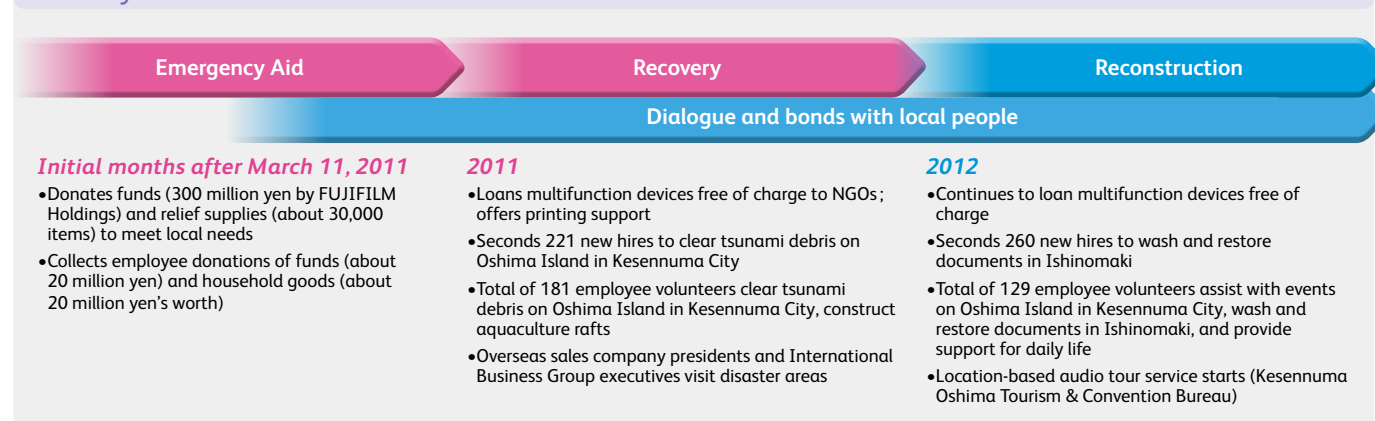 Emergency Aid
Recovery
Reconstruction
Dialogue and bonds with local people
Initial months after March 11, 2011
•Donates funds (300 million yen by FUJIFILM
Holdings) and relief supplies (about 30,000
items) to meet local needs
•Collects employee donations of funds (about
20 million yen) and household goods (about
20 million yen's worth)
2011
•Loans multifunction devices free of charge to NGOs;
offers printing support
•Seconds 221 new hires to clear tsunami debris on
Oshima Island in Kesennuma City
•Total of 181 employee volunteers clear tsunami
debris on Oshima Island in Kesennuma City, construct
aquaculture rafts
•Overseas sales company presidents and International
Business Group executives visit disaster areas
2012
•Continues to loan multifunction devices free of
charge
•Seconds 260 new hires to wash and restore
documents in Ishinomaki
•Total of 129 employee volunteers assist with events
on Oshima Island in Kesennuma City, wash and
restore documents in Ishinomaki, and provide
support for daily life
•Location-based audio tour service starts (Kesennuma
Oshima Tourism & Convention Bureau)